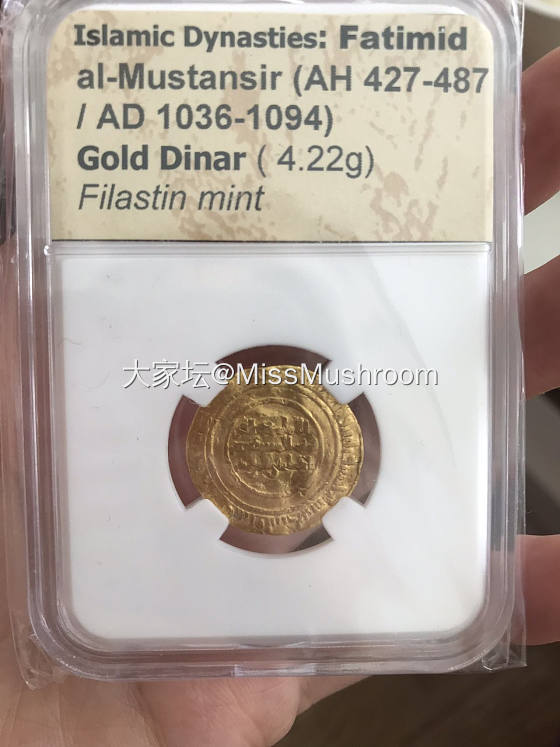 Islamic Dynasties: Fatimid
al-Mustansir (AH 427-487
/ AD 1036-1094)
Gold Dinar ( 4.22g)
Filastin mint
大家坛@MissMushroom